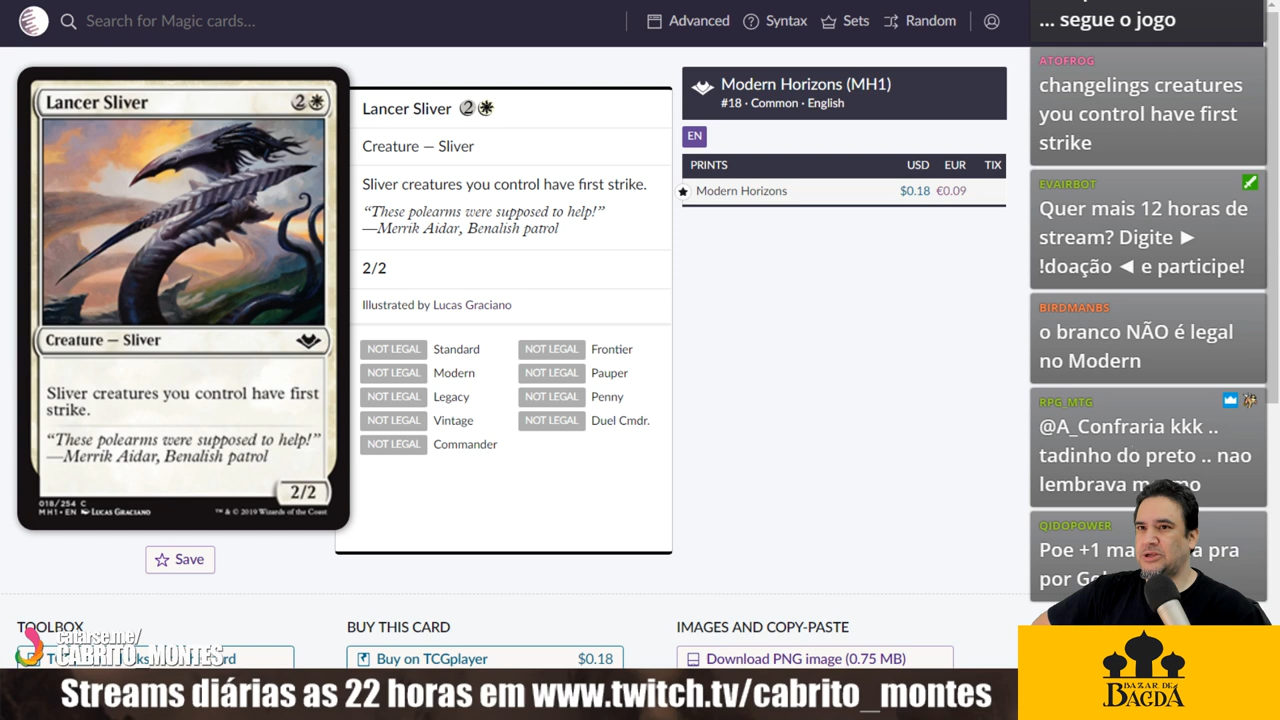 Search for Magic cards…
Advanced
Syntax
Sets
Random
Lancer Sliver 2
Creature — Sliver
Sliver creatures you control have first
strike.
“These polearms were supposed to help!”
—Merrik Aidar, Benalish patrol
2/2
018/254 C
MH1 • EN Lucas Graciano
™ & © 2019 Wizards of the Coast
Save
Lancer Sliver 2
Creature — Sliver
Sliver creatures you control have first strike.
“These polearms were supposed to help!”
—Merrik Aidar, Benalish patrol
2/2
Illustrated by Lucas Graciano
NOT LEGAL Standard NOT LEGAL Frontier
NOT LEGAL Modern NOT LEGAL Pauper
NOT LEGAL Legacy NOT LEGAL Penny
NOT LEGAL Vintage NOT LEGAL Duel Cmdr.
NOT LEGAL Commander
Modern Horizons (MH1)
#18 · Common · English
EN
PRINTS USD EUR TIX
Modern Horizons $0.18 €0.09
TOOLBOX
BUY THIS CARD
Buy on TCGplayer $0.18
IMAGES AND COPY-PASTE
Download PNG image (0.75 MB)
... segue o jogo
ATOFROG
changelings creatures
you control have first
strike
EVAIRBOT
Quer mais 12 horas de
stream? Digite ►
!doação ◄ e participe!
BIRDMANBS
o branco NÃO é legal
no Modern
RPG_MTG
@A_Confraria kkk ..
tadinho do preto .. nao
lembrava
QIDOPOWER
Poe +1 pra
por
catarse.me/
CABRITO_MONTES
Streams diárias as 22 horas em www.twitch.tv/cabrito_montes
BAZAR DE
BAGDÁ